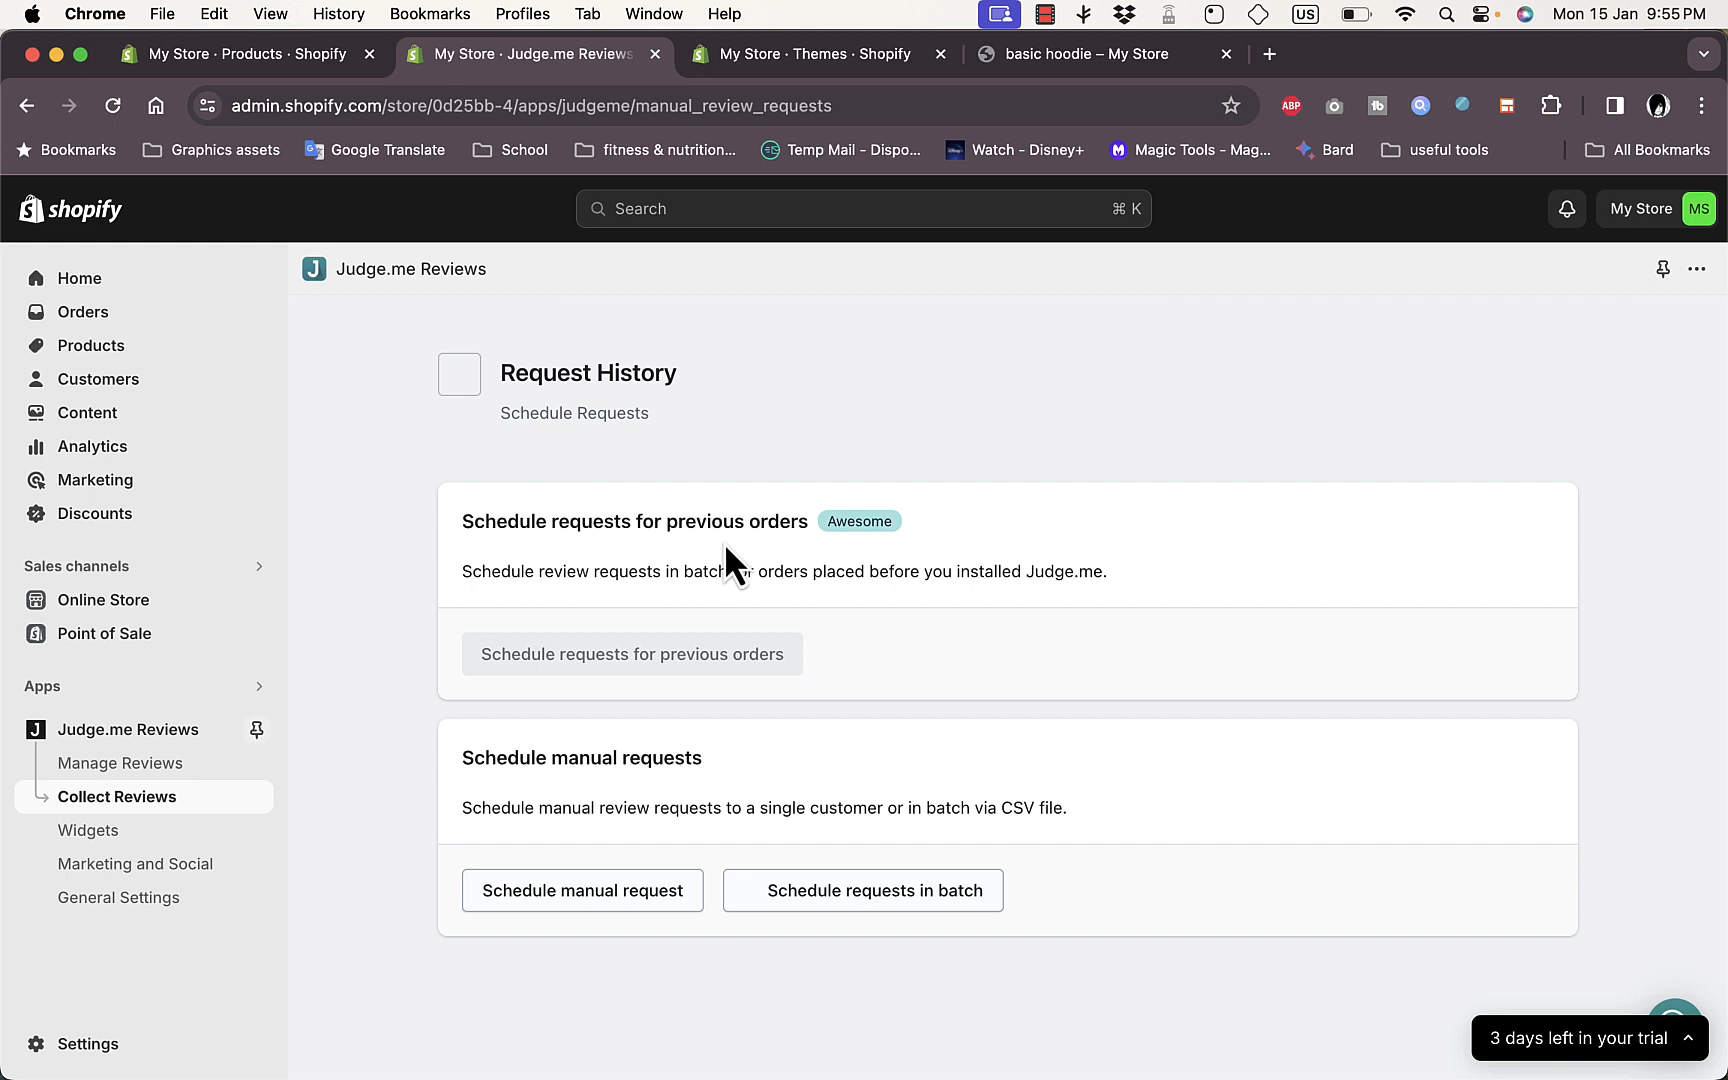 Chrome File Edit View History Bookmarks Profiles Tab Window Help US Mon 15 Jan 9:55 PM
My Store · Products · Shopify My Store · Judge.me Reviews My Store · Themes · Shopify basic hoodie – My Store
admin.shopify.com/store/0d25bb-4/apps/judgeme/manual_review_requests ABP tb
Bookmarks Graphics assets Google Translate School fitness & nutrition... Temp Mail - Dispo... Watch - Disney+ Magic Tools - Mag... Bard useful tools All Bookmarks
shopify Search ⌘ K My Store MS
Home
Orders
Products
Customers
Content
Analytics
Marketing
Discounts
Sales channels
Online Store
Point of Sale
Apps
J Judge.me Reviews
Manage Reviews
Collect Reviews
Widgets
Marketing and Social
General Settings
Settings
J Judge.me Reviews
Request History
Schedule Requests
Schedule requests for previous orders Awesome
Schedule review requests in batch orders placed before you installed Judge.me.
Schedule requests for previous orders
Schedule manual requests
Schedule manual review requests to a single customer or in batch via CSV file.
Schedule manual request Schedule requests in batch
3 days left in your trial